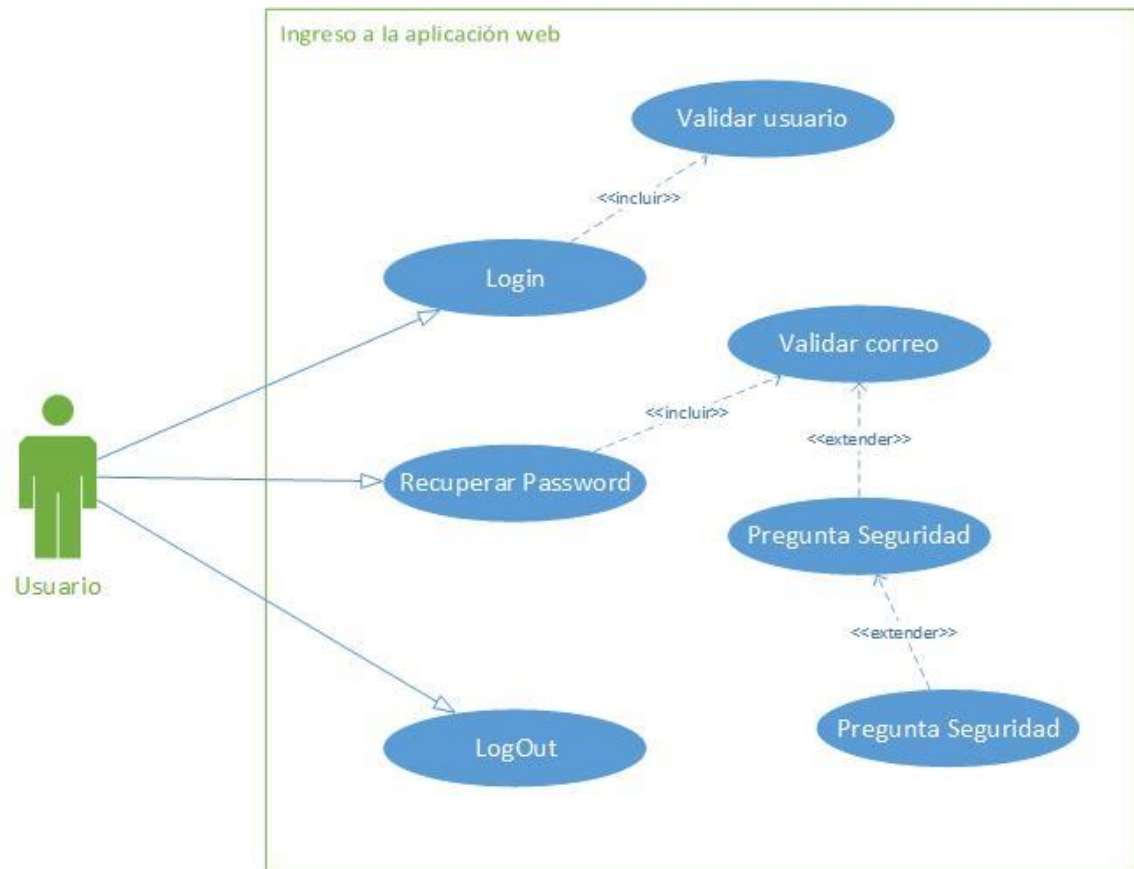 Ingreso a la aplicación web
Validar usuario
<<incluir>>
Login
Validar correo
<<incluir>>
<<extender>>
Recuperar Password
Pregunta Seguridad
Usuario
<<extender>>
Pregunta Seguridad
LogOut